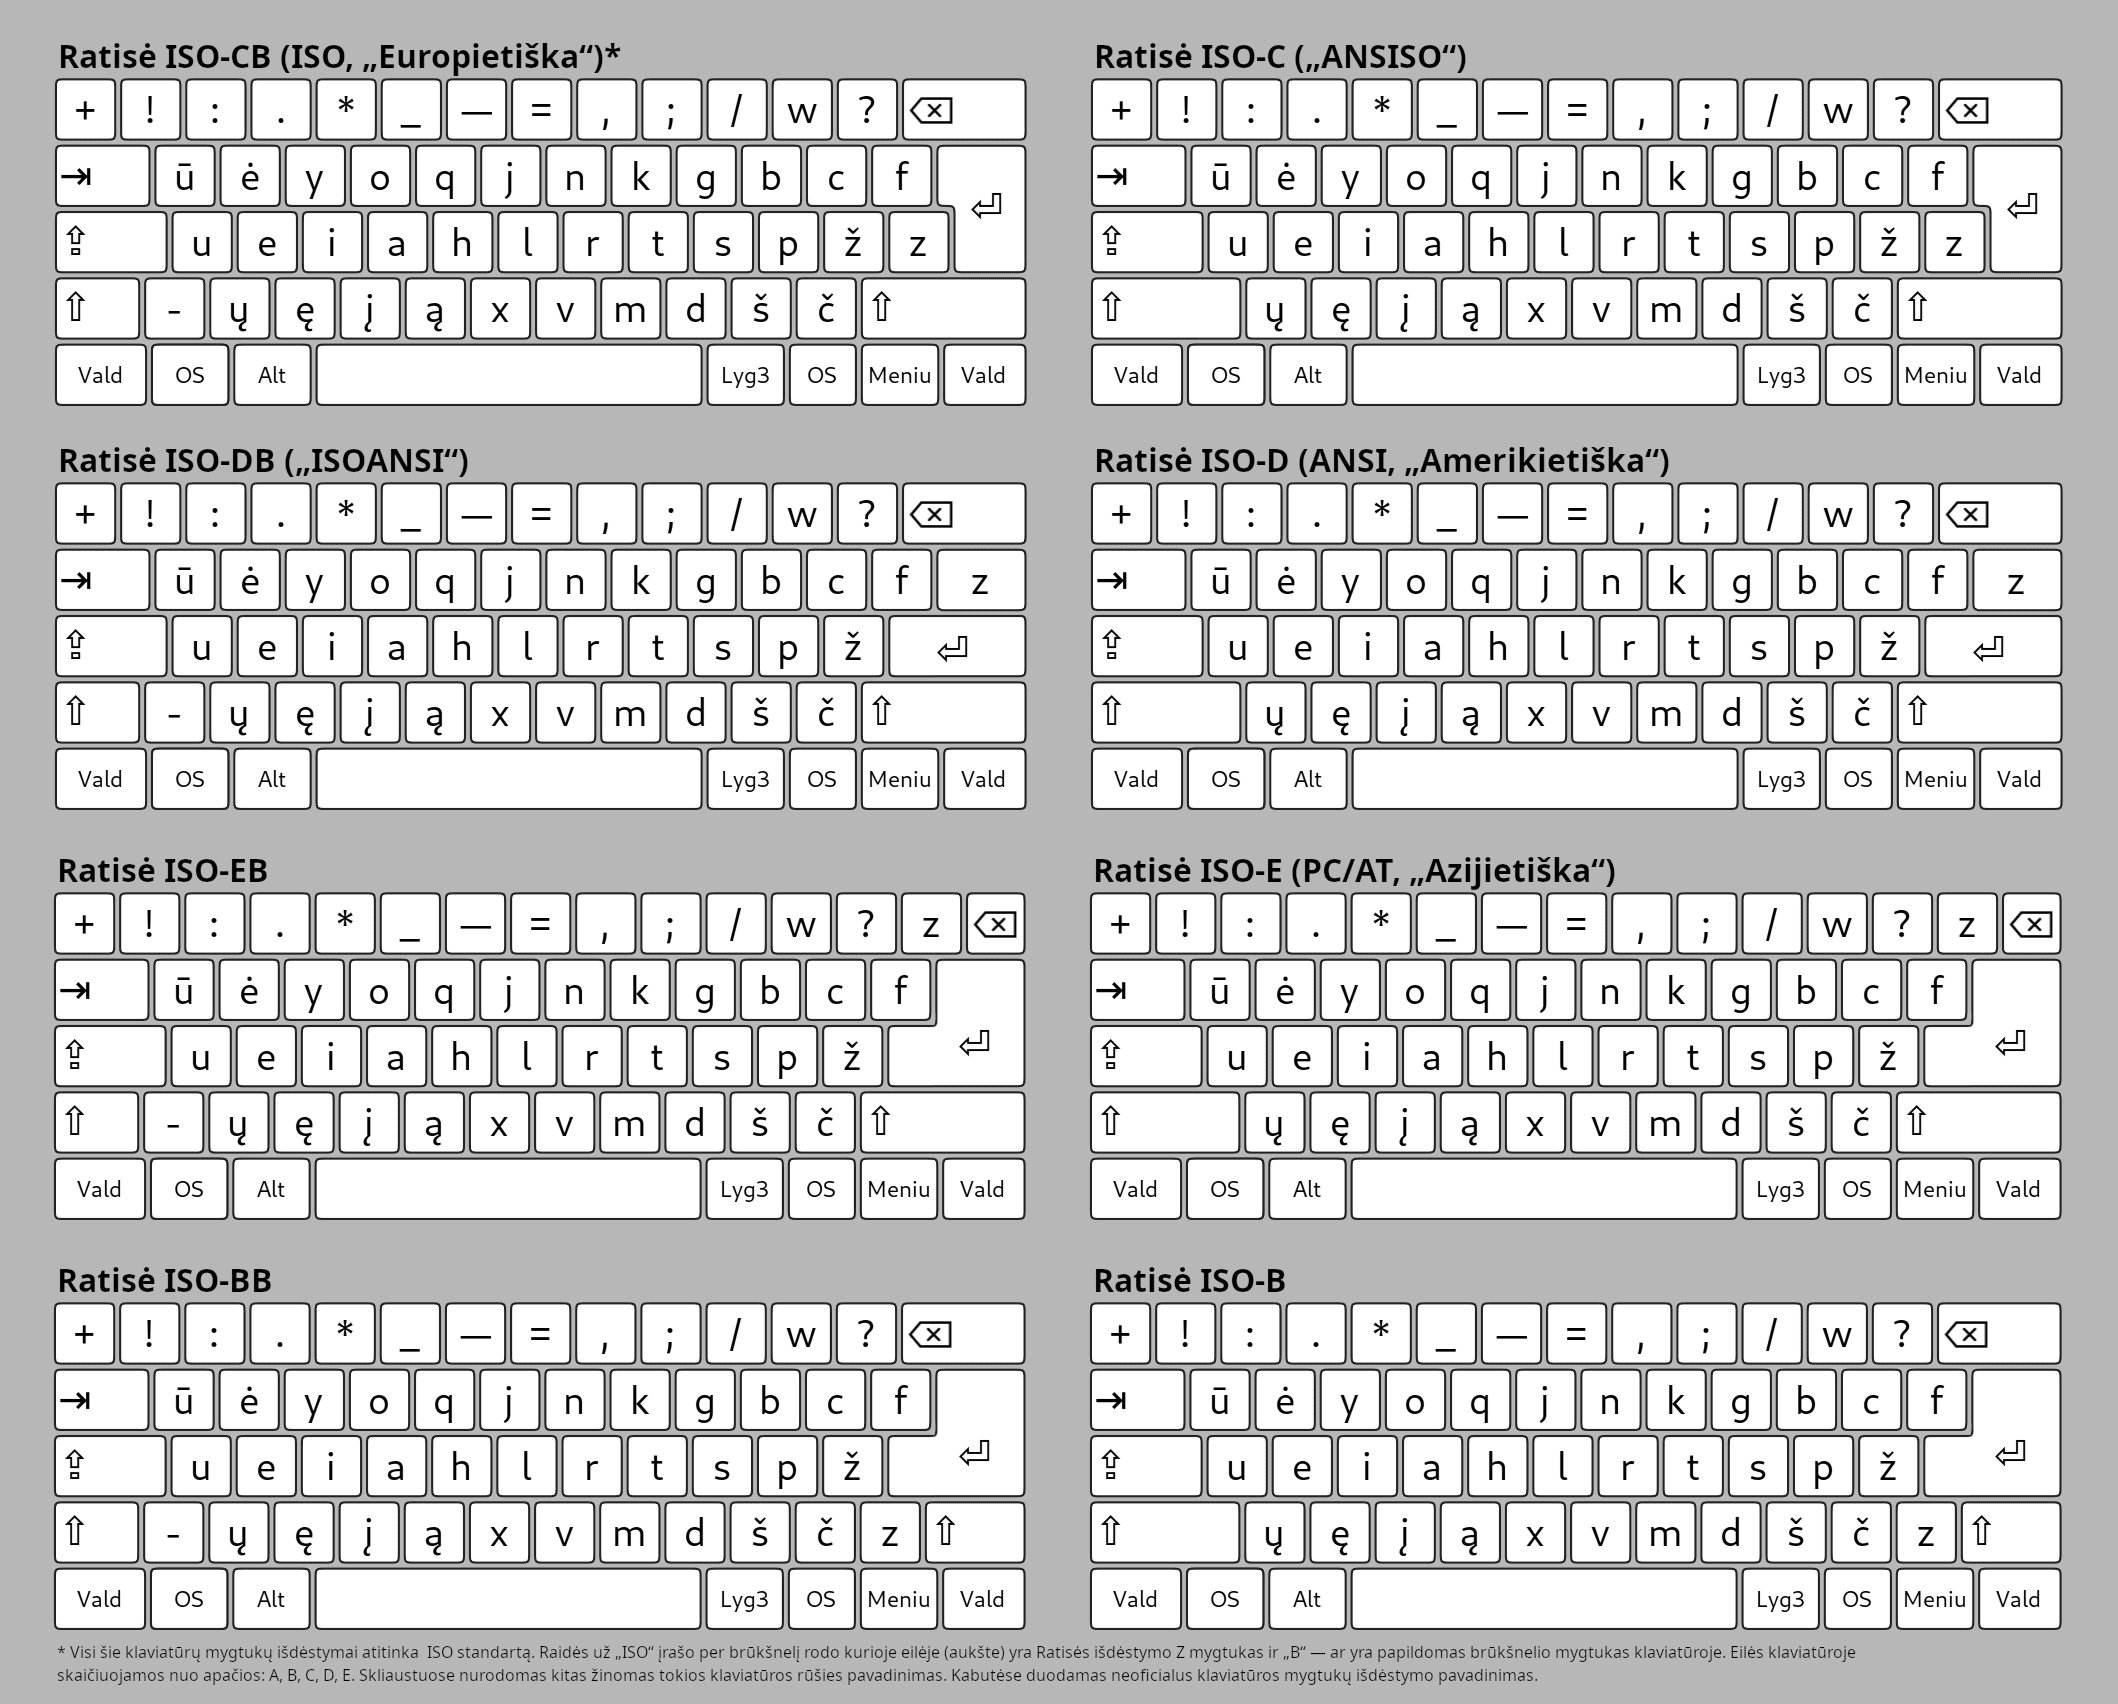 Ratisė ISO-CB (ISO, „Europietiška“)*
+ ! : . * _ — = , ; / w ? ⌫
⇥ ū ė y o q j n k g b c f ⏎
⇪ u e i a h l r t s p ž z
⇧ - ų ę į ą x v m d š č ⇧
Vald OS Alt Lyg3 OS Meniu Vald
Ratisė ISO-C („ANSISO“)
+ ! : . * _ — = , ; / w ? ⌫
⇥ ū ė y o q j n k g b c f ⏎
⇪ u e i a h l r t s p ž z
⇧ ų ę į ą x v m d š č ⇧
Vald OS Alt Lyg3 OS Meniu Vald
Ratisė ISO-DB („ISOANSI“)
+ ! : . * _ — = , ; / w ? ⌫
⇥ ū ė y o q j n k g b c f z
⇪ u e i a h l r t s p ž ⏎
⇧ - ų ę į ą x v m d š č ⇧
Vald OS Alt Lyg3 OS Meniu Vald
Ratisė ISO-D (ANSI, „Amerikietiška“)
+ ! : . * _ — = , ; / w ? ⌫
⇥ ū ė y o q j n k g b c f z
⇪ u e i a h l r t s p ž ⏎
⇧ ų ę į ą x v m d š č ⇧
Vald OS Alt Lyg3 OS Meniu Vald
Ratisė ISO-EB
+ ! : . * _ — = , ; / w ? z ⌫
⇥ ū ė y o q j n k g b c f
⇪ u e i a h l r t s p ž ⏎
⇧ - ų ę į ą x v m d š č ⇧
Vald OS Alt Lyg3 OS Meniu Vald
Ratisė ISO-E (PC/AT, „Azijietiška“)
+ ! : . * _ — = , ; / w ? z ⌫
⇥ ū ė y o q j n k g b c f
⇪ u e i a h l r t s p ž ⏎
⇧ ų ę į ą x v m d š č ⇧
Vald OS Alt Lyg3 OS Meniu Vald
Ratisė ISO-BB
+ ! : . * _ — = , ; / w ? ⌫
⇥ ū ė y o q j n k g b c f
⇪ u e i a h l r t s p ž ⏎
⇧ - ų ę į ą x v m d š č z ⇧
Vald OS Alt Lyg3 OS Meniu Vald
Ratisė ISO-B
+ ! : . * _ — = , ; / w ? ⌫
⇥ ū ė y o q j n k g b c f
⇪ u e i a h l r t s p ž ⏎
⇧ ų ę į ą x v m d š č z ⇧
Vald OS Alt Lyg3 OS Meniu Vald
* Visi šie klaviatūrų mygtukų išdėstymai atitinka ISO standartą. Raidės už „ISO“ įrašo per brūkšnelį rodo kurioje eilėje (aukšte) yra Ratisės išdėstymo Z mygtukas ir „B“ — ar yra papildomas brūkšnelio mygtukas klaviatūroje. Eilės klaviatūroje
skaičiuojamos nuo apačios: A, B, C, D, E. Skliaustuose nurodomas kitas žinomas tokios klaviatūros rūšies pavadinimas. Kabutėse duodamas neoficialus klaviatūros mygtukų išdėstymo pavadinimas.